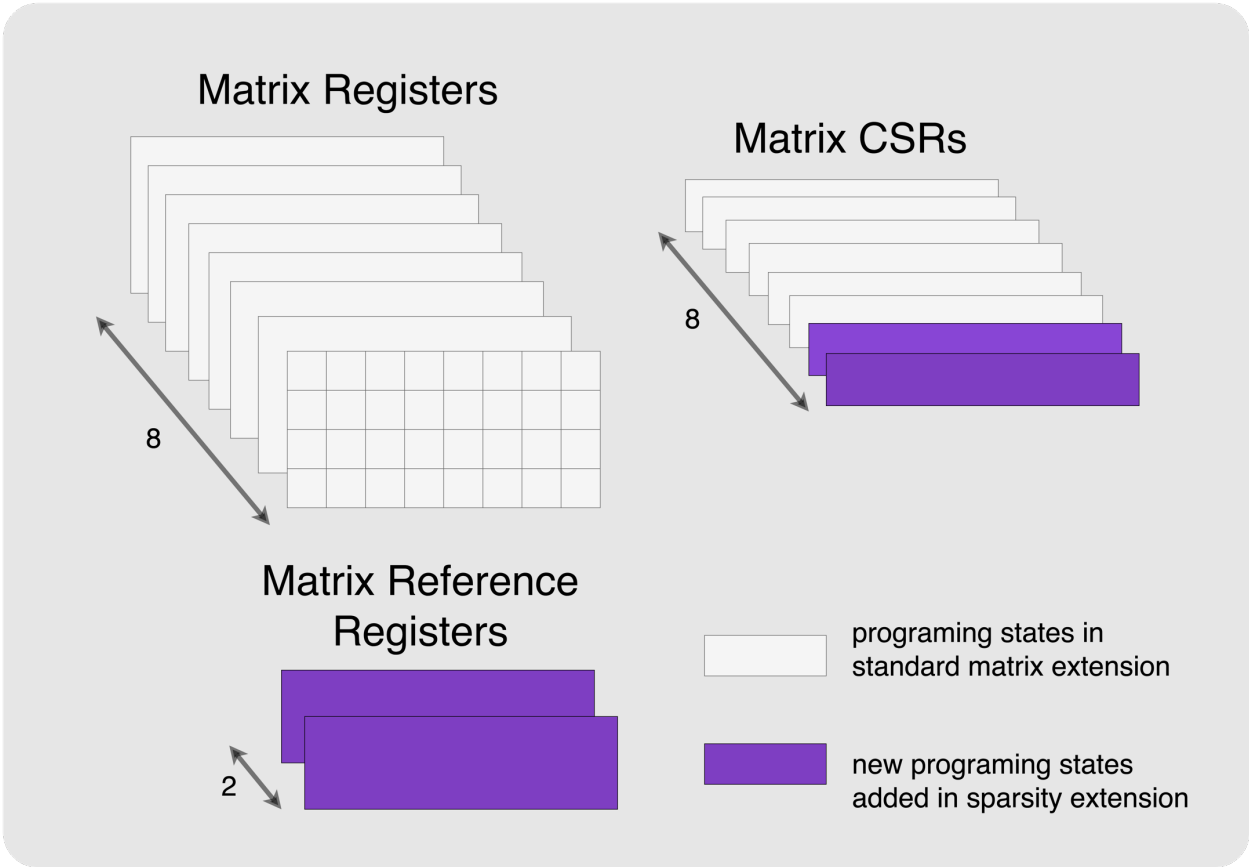 Matrix Registers
8
Matrix CSRs
8
Matrix Reference
Registers
2
programing states in
standard matrix extension
new programing states
added in sparsity extension